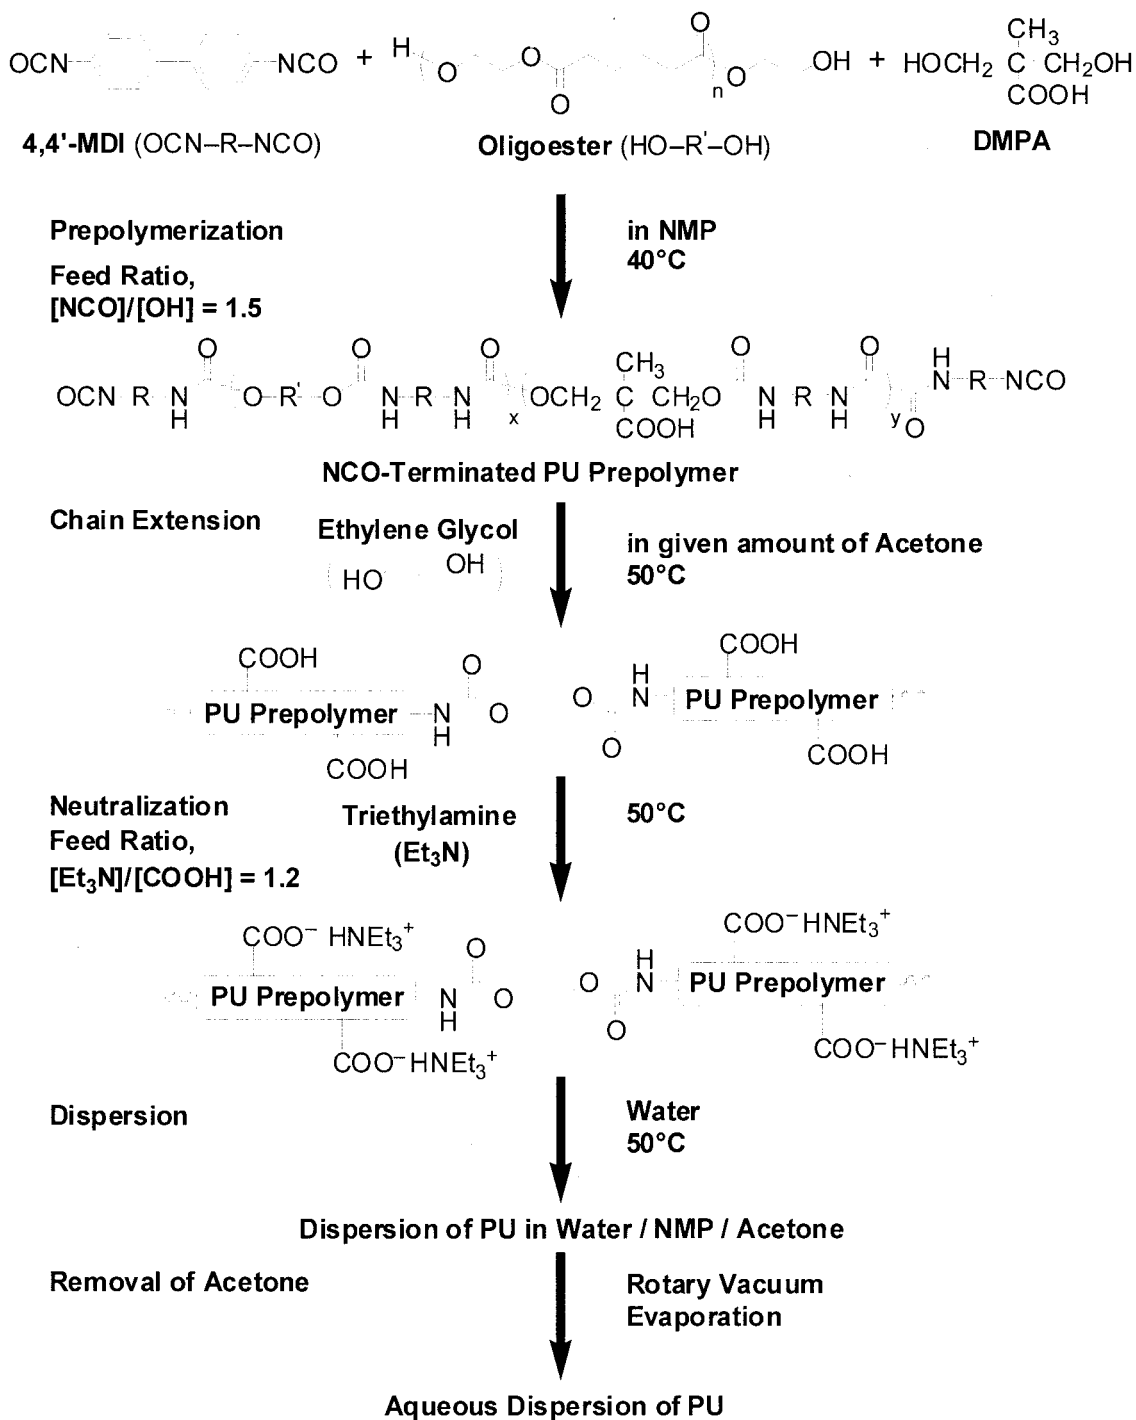 OCN NCO + H O O O O n O OH + HOCH₂ CH₃ C COOH CH₂OH
4,4'-MDI (OCN–R–NCO)
Oligoester (HO–R'–OH)
DMPA
Prepolymerization
in NMP
40°C
Feed Ratio,
[NCO]/[OH] = 1.5
OCN R N H O O R' O O N H R N H O x OCH₂ CH₃ C COOH CH₂O O N H R N H O y O H N R NCO
NCO-Terminated PU Prepolymer
Chain Extension
Ethylene Glycol
HO OH
in given amount of Acetone
50°C
COOH
PU Prepolymer N H O O
COOH
COOH
O O H N PU Prepolymer
COOH
Neutralization
Feed Ratio,
[Et₃N]/[COOH] = 1.2
Triethylamine
(Et₃N)
50°C
COO⁻ HNEt₃⁺
PU Prepolymer N H O O
COO⁻HNEt₃⁺
COO⁻ HNEt₃⁺
O O H N PU Prepolymer
COO⁻HNEt₃⁺
Dispersion
Water
50°C
Dispersion of PU in Water / NMP / Acetone
Removal of Acetone
Rotary Vacuum
Evaporation
Aqueous Dispersion of PU